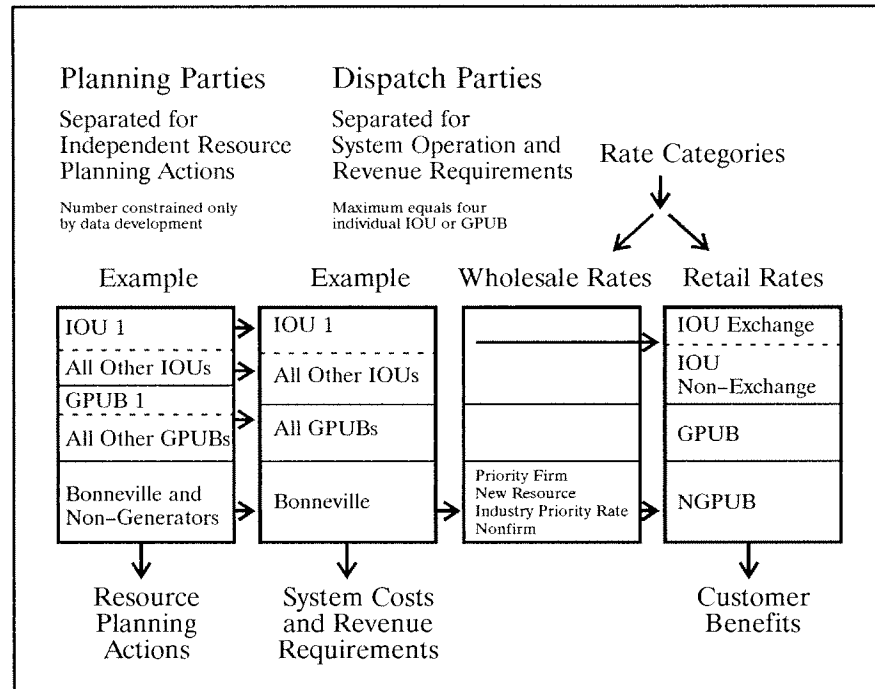 Planning Parties
Separated for
Independent Resource
Planning Actions
Number constrained only
by data development
Dispatch Parties
Separated for
System Operation and
Revenue Requirements
Maximum equals four
individual IOU or GPUB
Rate Categories
Example
Example
Wholesale Rates
Retail Rates
IOU 1
All Other IOUs
GPUB 1
All Other GPUBs
Bonneville and
Non-Generators
IOU 1
All Other IOUs
All GPUBs
Bonneville
Priority Firm
New Resource
Industry Priority Rate
Nonfirm
IOU Exchange
IOU
Non-Exchange
GPUB
NGPUB
Resource
Planning
Actions
System Costs
and Revenue
Requirements
Customer
Benefits